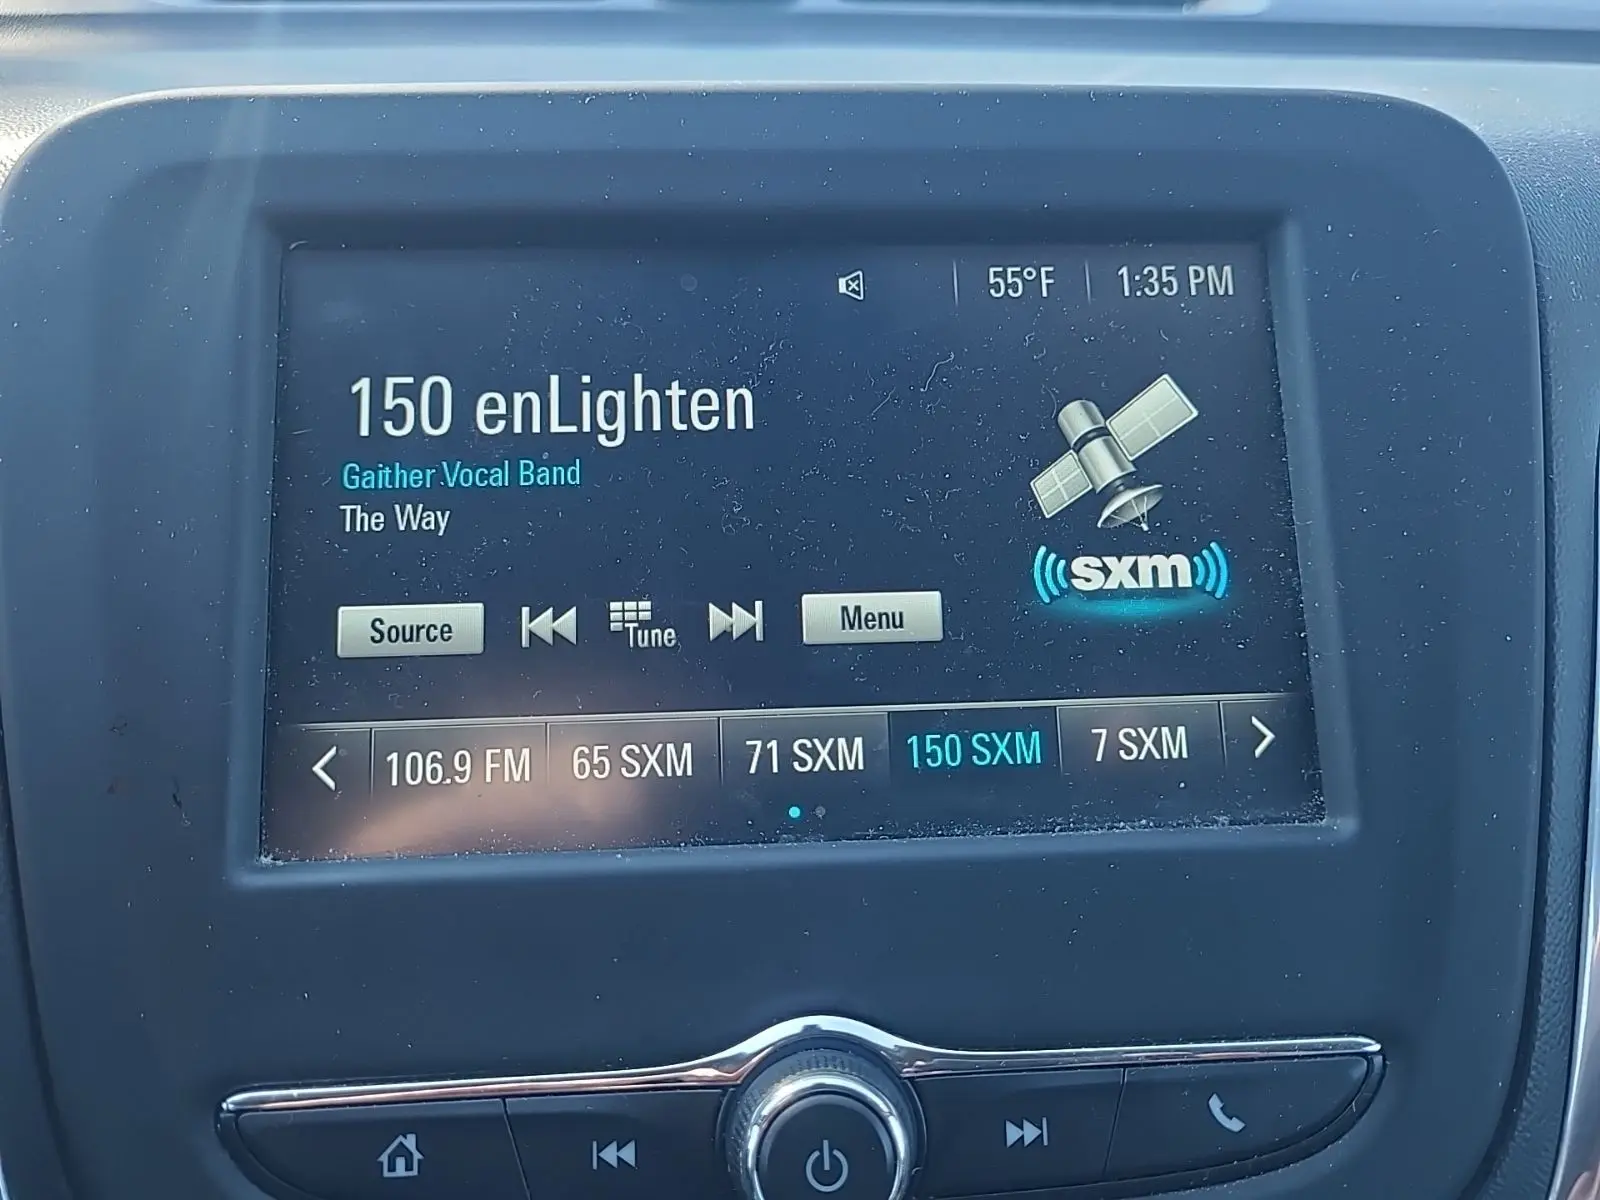 55°F 1:35 PM
150 enLighten
Gaither Vocal Band
The Way
((sxm))
Source Tune Menu
106.9 FM 65 SXM 71 SXM 150 SXM 7 SXM